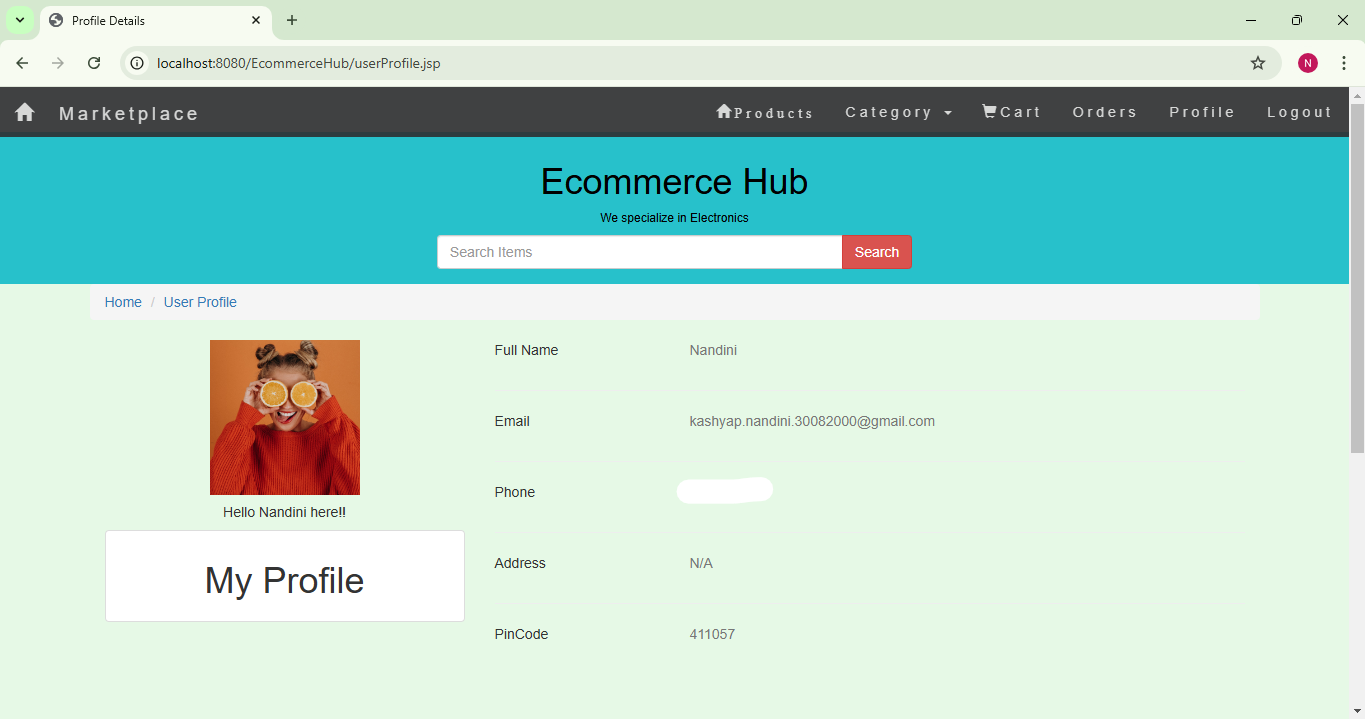 Profile Details
localhost:8080/EcommerceHub/userProfile.jsp
N
Marketplace Products Category Cart Orders Profile Logout
Ecommerce Hub
We specialize in Electronics
Search Items Search
Home / User Profile
Full Name Nandini
Email kashyap.nandini.30082000@gmail.com
Phone
Hello Nandini here!!
Address N/A
My Profile
PinCode 411057